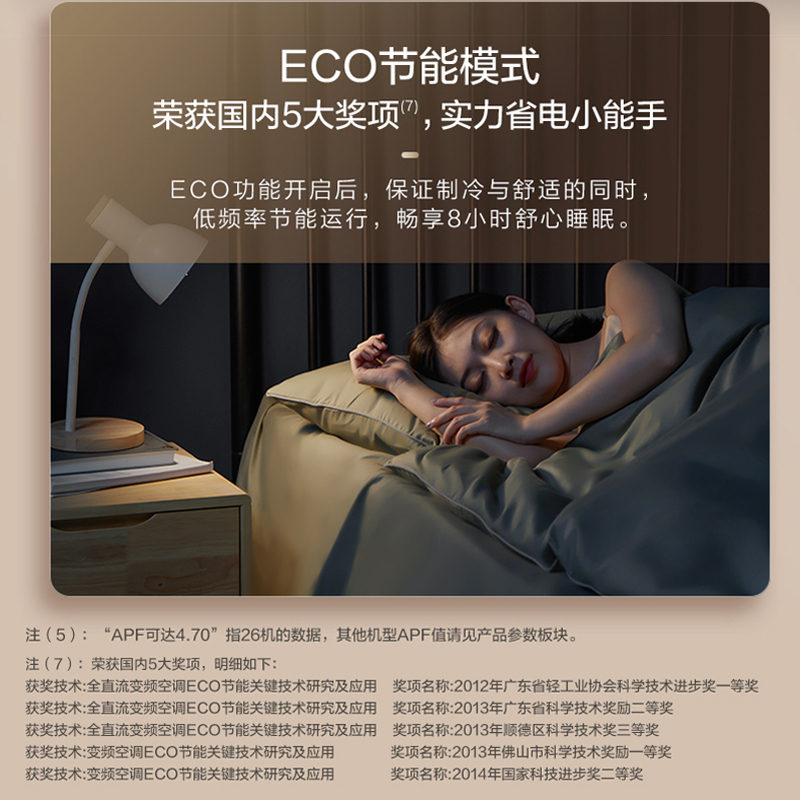 ECO节能模式
荣获国内5大奖项(7)，实力省电小能手
ECO功能开启后，保证制冷与舒适的同时，
低频率节能运行，畅享8小时舒心睡眠。
注（5）：“APF可达4.70”指26机的数据，其他机型APF值请见产品参数板块。
注（7）：荣获国内5大奖项，明细如下：
获奖技术:全直流变频空调ECO节能关键技术研究及应用 奖项名称:2012年广东省轻工业协会科学技术进步奖一等奖
获奖技术:全直流变频空调ECO节能关键技术研究及应用 奖项名称:2013年广东省科学技术奖励二等奖
获奖技术:全直流变频空调ECO节能关键技术研究及应用 奖项名称:2013年顺德区科学技术奖三等奖
获奖技术:变频空调ECO节能关键技术研究及应用 奖项名称:2013年佛山市科学技术奖励一等奖
获奖技术:变频空调ECO节能关键技术研究及应用 奖项名称:2014年国家科技进步奖二等奖